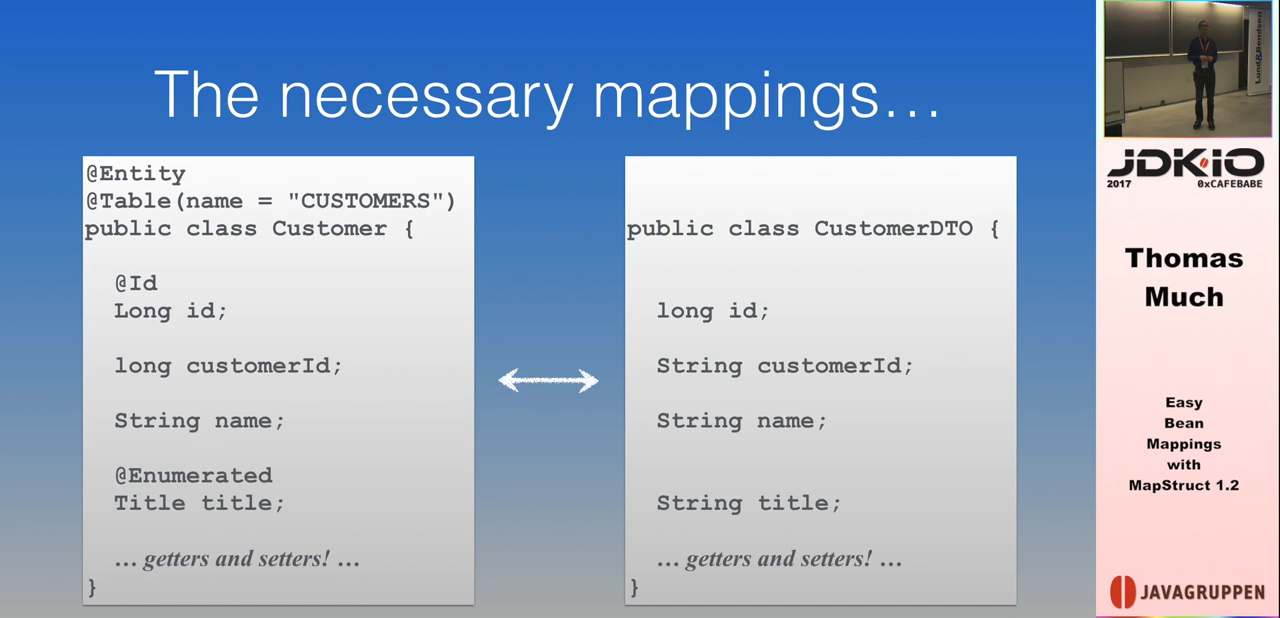 The necessary mappings…
@Entity
@Table(name = "CUSTOMERS")
public class Customer {
@Id
Long id;
long customerId;
String name;
@Enumerated
Title title;
… getters and setters! …
}
public class CustomerDTO {
long id;
String customerId;
String name;
String title;
… getters and setters! …
}
Lund&Bendsen
JDK.IO
2017 0xCAFEBABE
Thomas
Much
Easy
Bean
Mappings
with
MapStruct 1.2
JAVAGRUPPEN